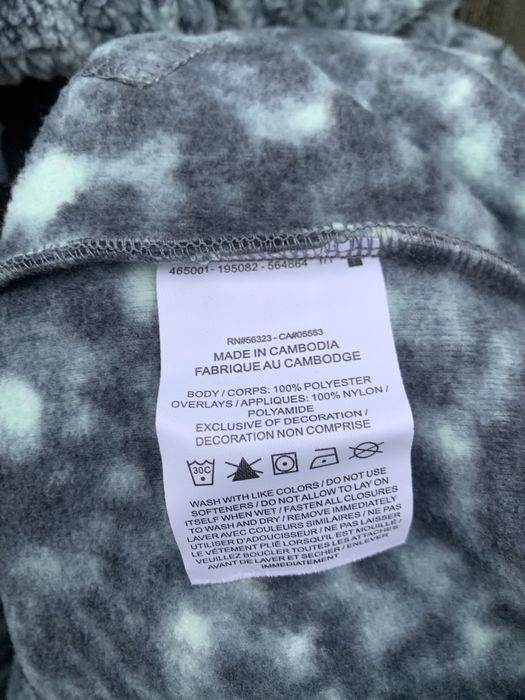 465001 - 195082 - 564864 1/1
RN#56323 - CA#05553
MADE IN CAMBODIA
FABRIQUE AU CAMBODGE
BODY / CORPS: 100% POLYESTER
OVERLAYS / APPLIQUES: 100% NYLON /
POLYAMIDE
EXCLUSIVE OF DECORATION /
DECORATION NON COMPRISE
30C
WASH WITH LIKE COLORS / DO NOT USE
SOFTENERS / DO NOT ALLOW TO LAY ON
ITSELF WHEN WET / FASTEN ALL CLOSURES
TO WASH AND DRY / REMOVE IMMEDIATELY
LAVER AVEC COULEURS SIMILAIRES / NE PAS
UTILISER D'ADOUCISSEUR / NE PAS LAISSER
LE VÊTEMENT PLIÉ LORSQU'IL EST MOUILLÉ /
VEUILLEZ BOUCLER TOUTES LES ATTACHES
AVANT DE LAVER ET SÉCHER / ENLEVER
IMMÉDIATEMENT